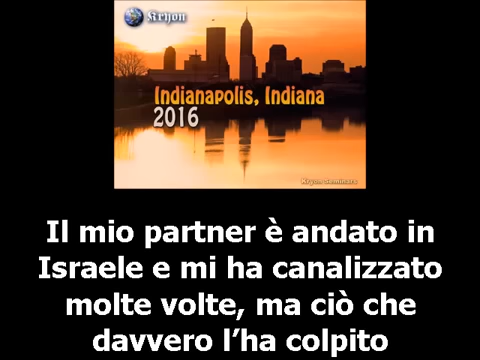 Kryon
Indianapolis, Indiana
2016
Kryon Seminars
Il mio partner è andato in
Israele e mi ha canalizzato
molte volte, ma ciò che
davvero l’ha colpito